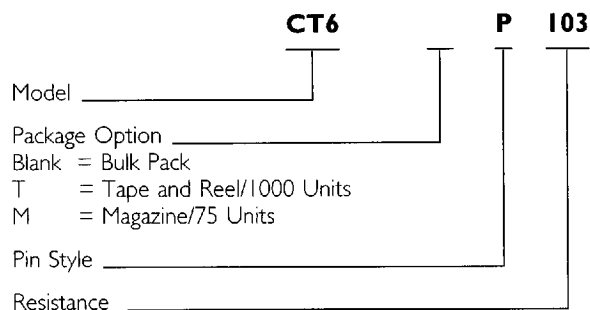 CT6 P 103
Model
Package Option
Blank = Bulk Pack
T = Tape and Reel/1000 Units
M = Magazine/75 Units
Pin Style
Resistance